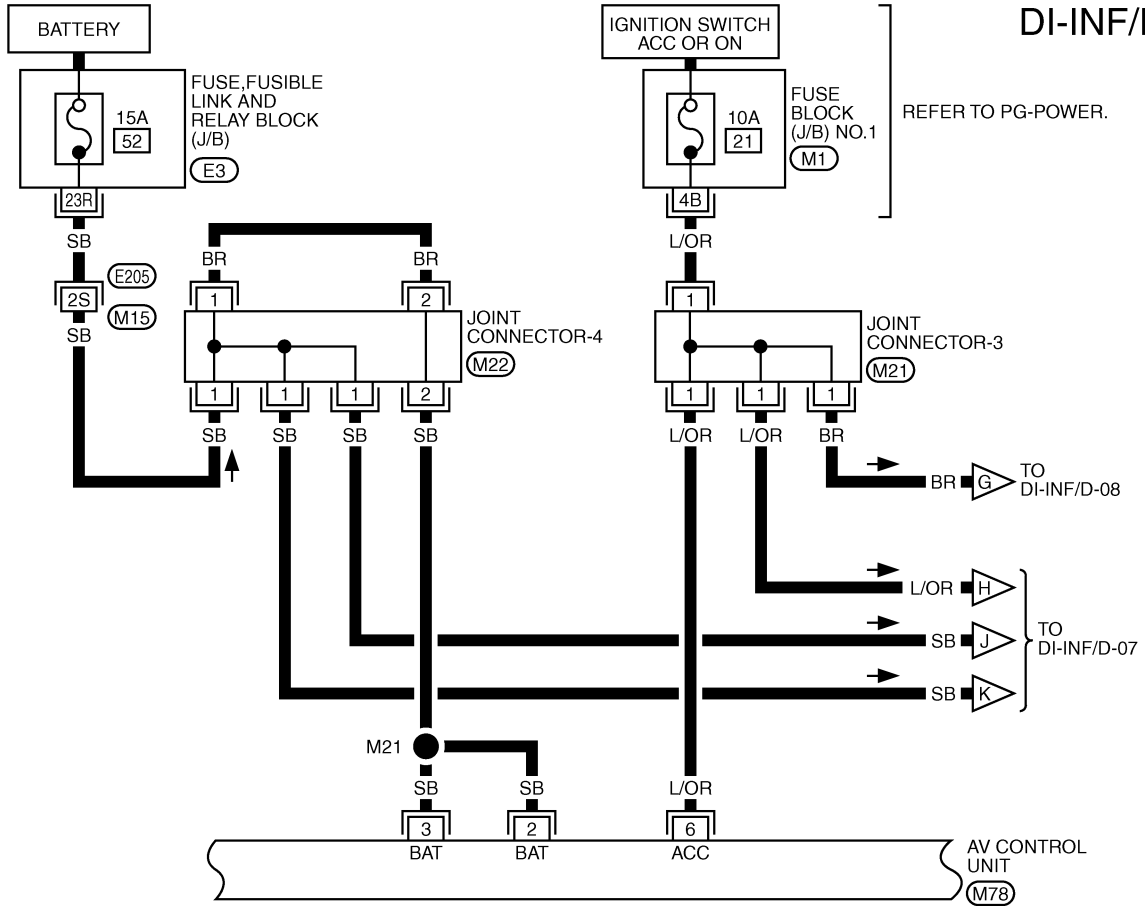 BATTERY
IGNITION SWITCH
ACC OR ON
DI-INF/
FUSE,FUSIBLE
LINK AND
RELAY BLOCK
(J/B)
E3
15A
52
10A
21
FUSE
BLOCK
(J/B) NO.1
M1
REFER TO PG-POWER.
23R
4B
SB
L/OR
BR
BR
2S
E205
M15
SB
1
2
1
JOINT
CONNECTOR-4
M22
JOINT
CONNECTOR-3
M21
1
1
1
2
1
1
1
SB
SB
SB
SB
L/OR
L/OR
BR
BR
G
TO
DI-INF/D-08
L/OR
H
SB
J
TO
DI-INF/D-07
SB
K
M21
SB
SB
L/OR
3
2
6
BAT
BAT
ACC
AV CONTROL
UNIT
M78